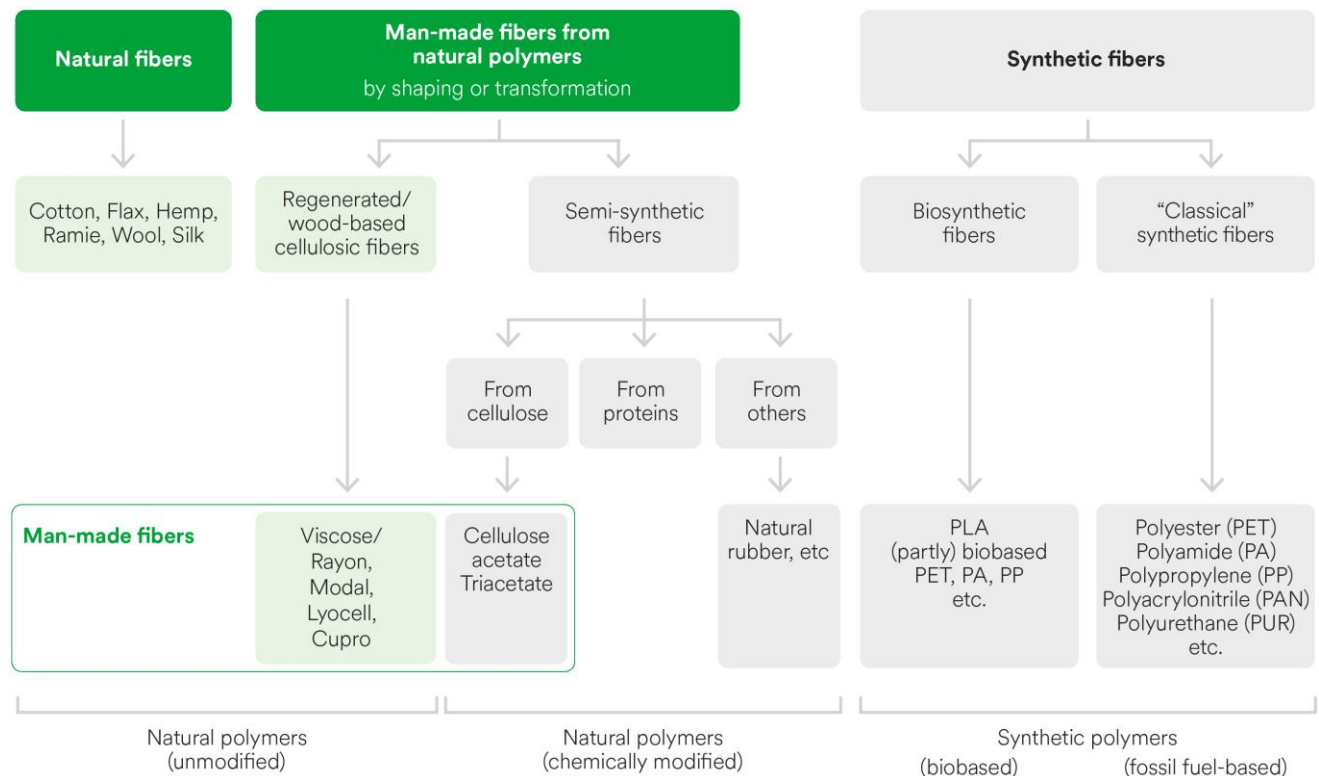 Natural fibers
Man-made fibers from
natural polymers
by shaping or transformation
Synthetic fibers
Cotton, Flax, Hemp,
Ramie, Wool, Silk
Regenerated/
wood-based
cellulosic fibers
Semi-synthetic
fibers
Biosynthetic
fibers
“Classical”
synthetic fibers
From
cellulose
From
proteins
From
others
Man-made fibers
Viscose/
Rayon,
Modal,
Lyocell,
Cupro
Cellulose
acetate
Triacetate
Natural
rubber, etc
PLA
(partly) biobased
PET, PA, PP
etc.
Polyester (PET)
Polyamide (PA)
Polypropylene (PP)
Polyacrylonitrile (PAN)
Polyurethane (PUR)
etc.
Natural polymers
(unmodified)
Natural polymers
(chemically modified)
Synthetic polymers
(biobased)
(fossil fuel-based)